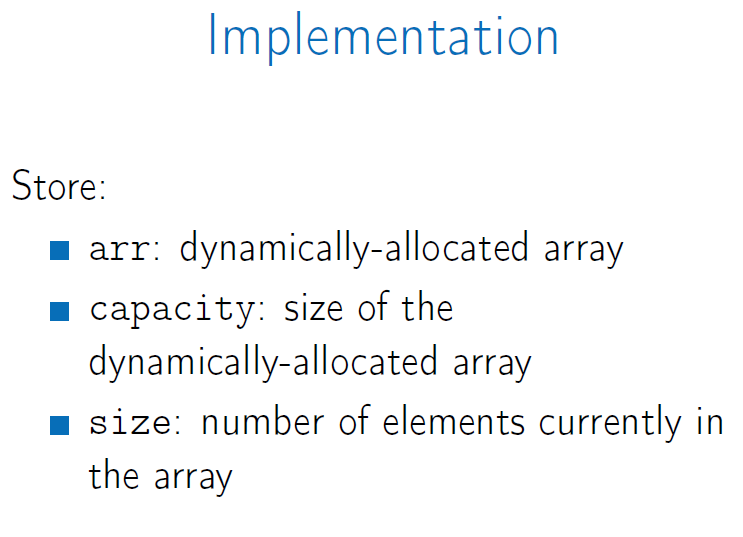 Implementation
Store:
arr: dynamically-allocated array
capacity: size of the
dynamically-allocated array
size: number of elements currently in
the array